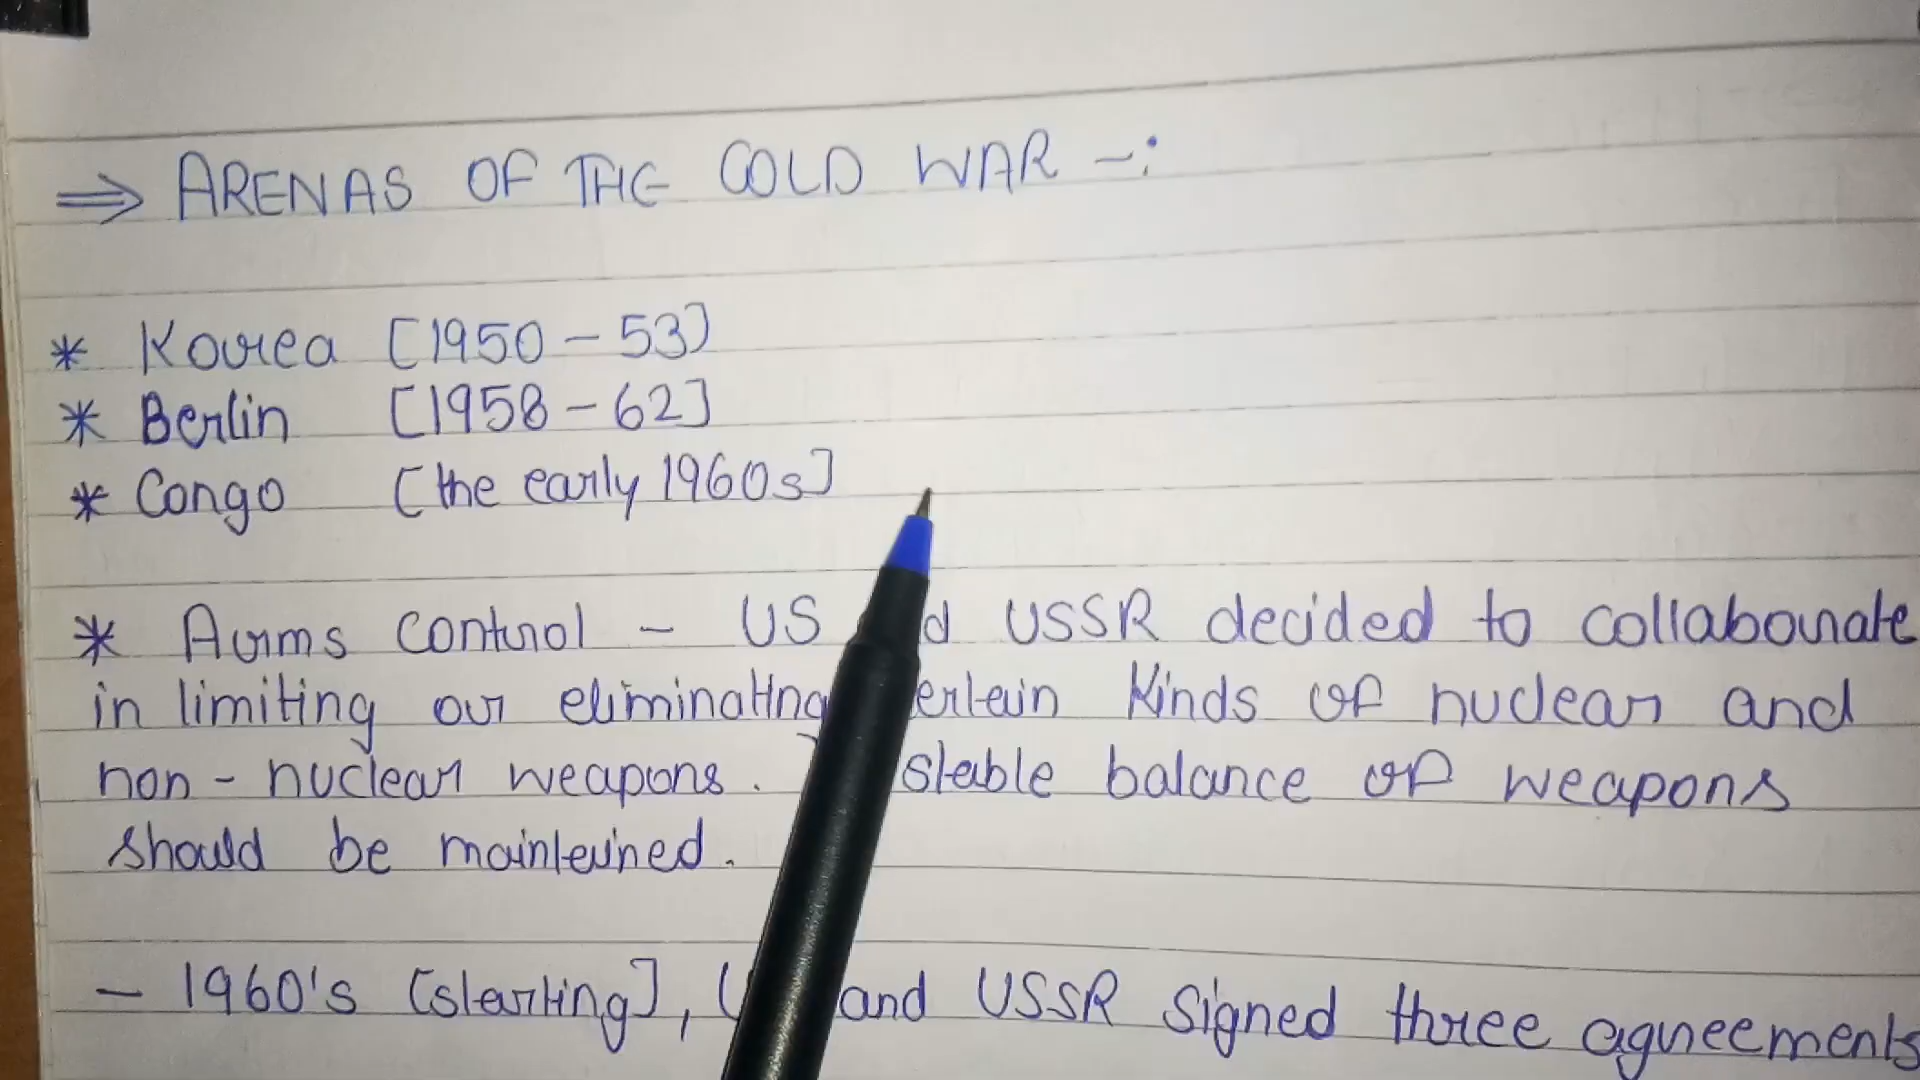 ⇒ ARENAS OF THE COLD WAR -:
* Korea [1950 - 53]
* Berlin [1958 - 62]
* Congo [the early 1960s]
* Arms control - US USSR decided to collaborate
in limiting or eliminating kinds of nuclear and
non-nuclear weapons. stable balance of weapons
should be maintained.
- 1960's [starting], and USSR signed three agreements